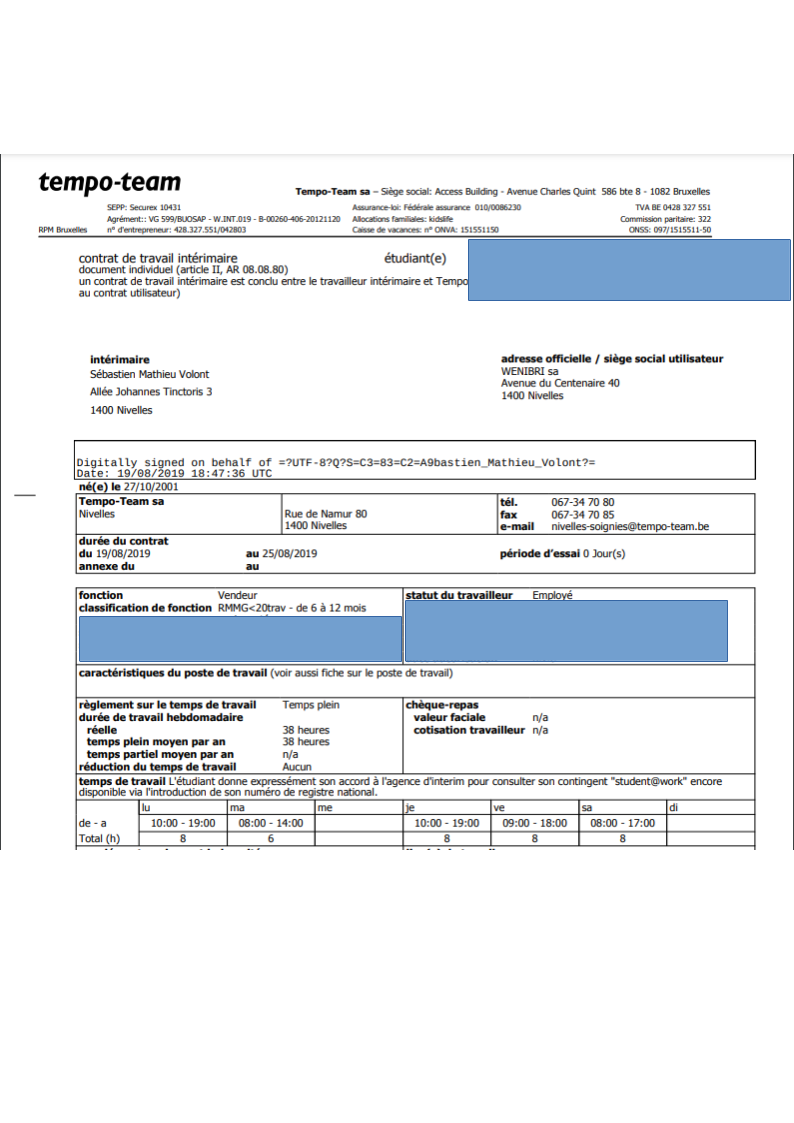 tempo-team
Tempo-Team sa – Siège social: Access Building - Avenue Charles Quint 586 bte 8 - 1082 Bruxelles
SEPP: Securex 10431 Assurance-loi: Fédérale assurance 010/0086230 TVA BE 0428 327 551
Agrément:: VG 599/BUOSAP - W.INT.019 - B-00260-406-20121120 Allocations familiales: kidslife Commission paritaire: 322
RPM Bruxelles n° d'entrepreneur: 428.327.551/042803 Caisse de vacances: n° ONVA: 151551150 ONSS: 097/1515511-50
contrat de travail intérimaire étudiant(e)
document individuel (article II, AR 08.08.80)
un contrat de travail intérimaire est conclu entre le travailleur intérimaire et Tempo
au contrat utilisateur)
intérimaire adresse officielle / siège social utilisateur
Sébastien Mathieu Volont WENIBRI sa
Allée Johannes Tinctoris 3 Avenue du Centenaire 40
1400 Nivelles 1400 Nivelles
Digitally signed on behalf of =?UTF-8?Q?S=C3=83=C2=A9bastien_Mathieu_Volont?=
Date: 19/08/2019 18:47:36 UTC
né(e) le 27/10/2001
Tempo-Team sa tél. 067-34 70 80
Nivelles Rue de Namur 80 fax 067-34 70 85
1400 Nivelles e-mail nivelles-soignies@tempo-team.be
durée du contrat
du 19/08/2019 au 25/08/2019 période d'essai 0 Jour(s)
annexe du au
fonction Vendeur statut du travailleur Employé
classification de fonction RMMG<20trav - de 6 à 12 mois
caractéristiques du poste de travail (voir aussi fiche sur le poste de travail)
règlement sur le temps de travail Temps plein chèque-repas
durée de travail hebdomadaire valeur faciale n/a
réelle 38 heures cotisation travailleur n/a
temps plein moyen par an 38 heures
temps partiel moyen par an n/a
réduction du temps de travail Aucun
temps de travail L'étudiant donne expressément son accord à l'agence d'interim pour consulter son contingent "student@work" encore
disponible via l'introduction de son numéro de registre national.
lu ma me je ve sa di
de - a 10:00 - 19:00 08:00 - 14:00 10:00 - 19:00 09:00 - 18:00 08:00 - 17:00
Total (h) 8 6 8 8 8